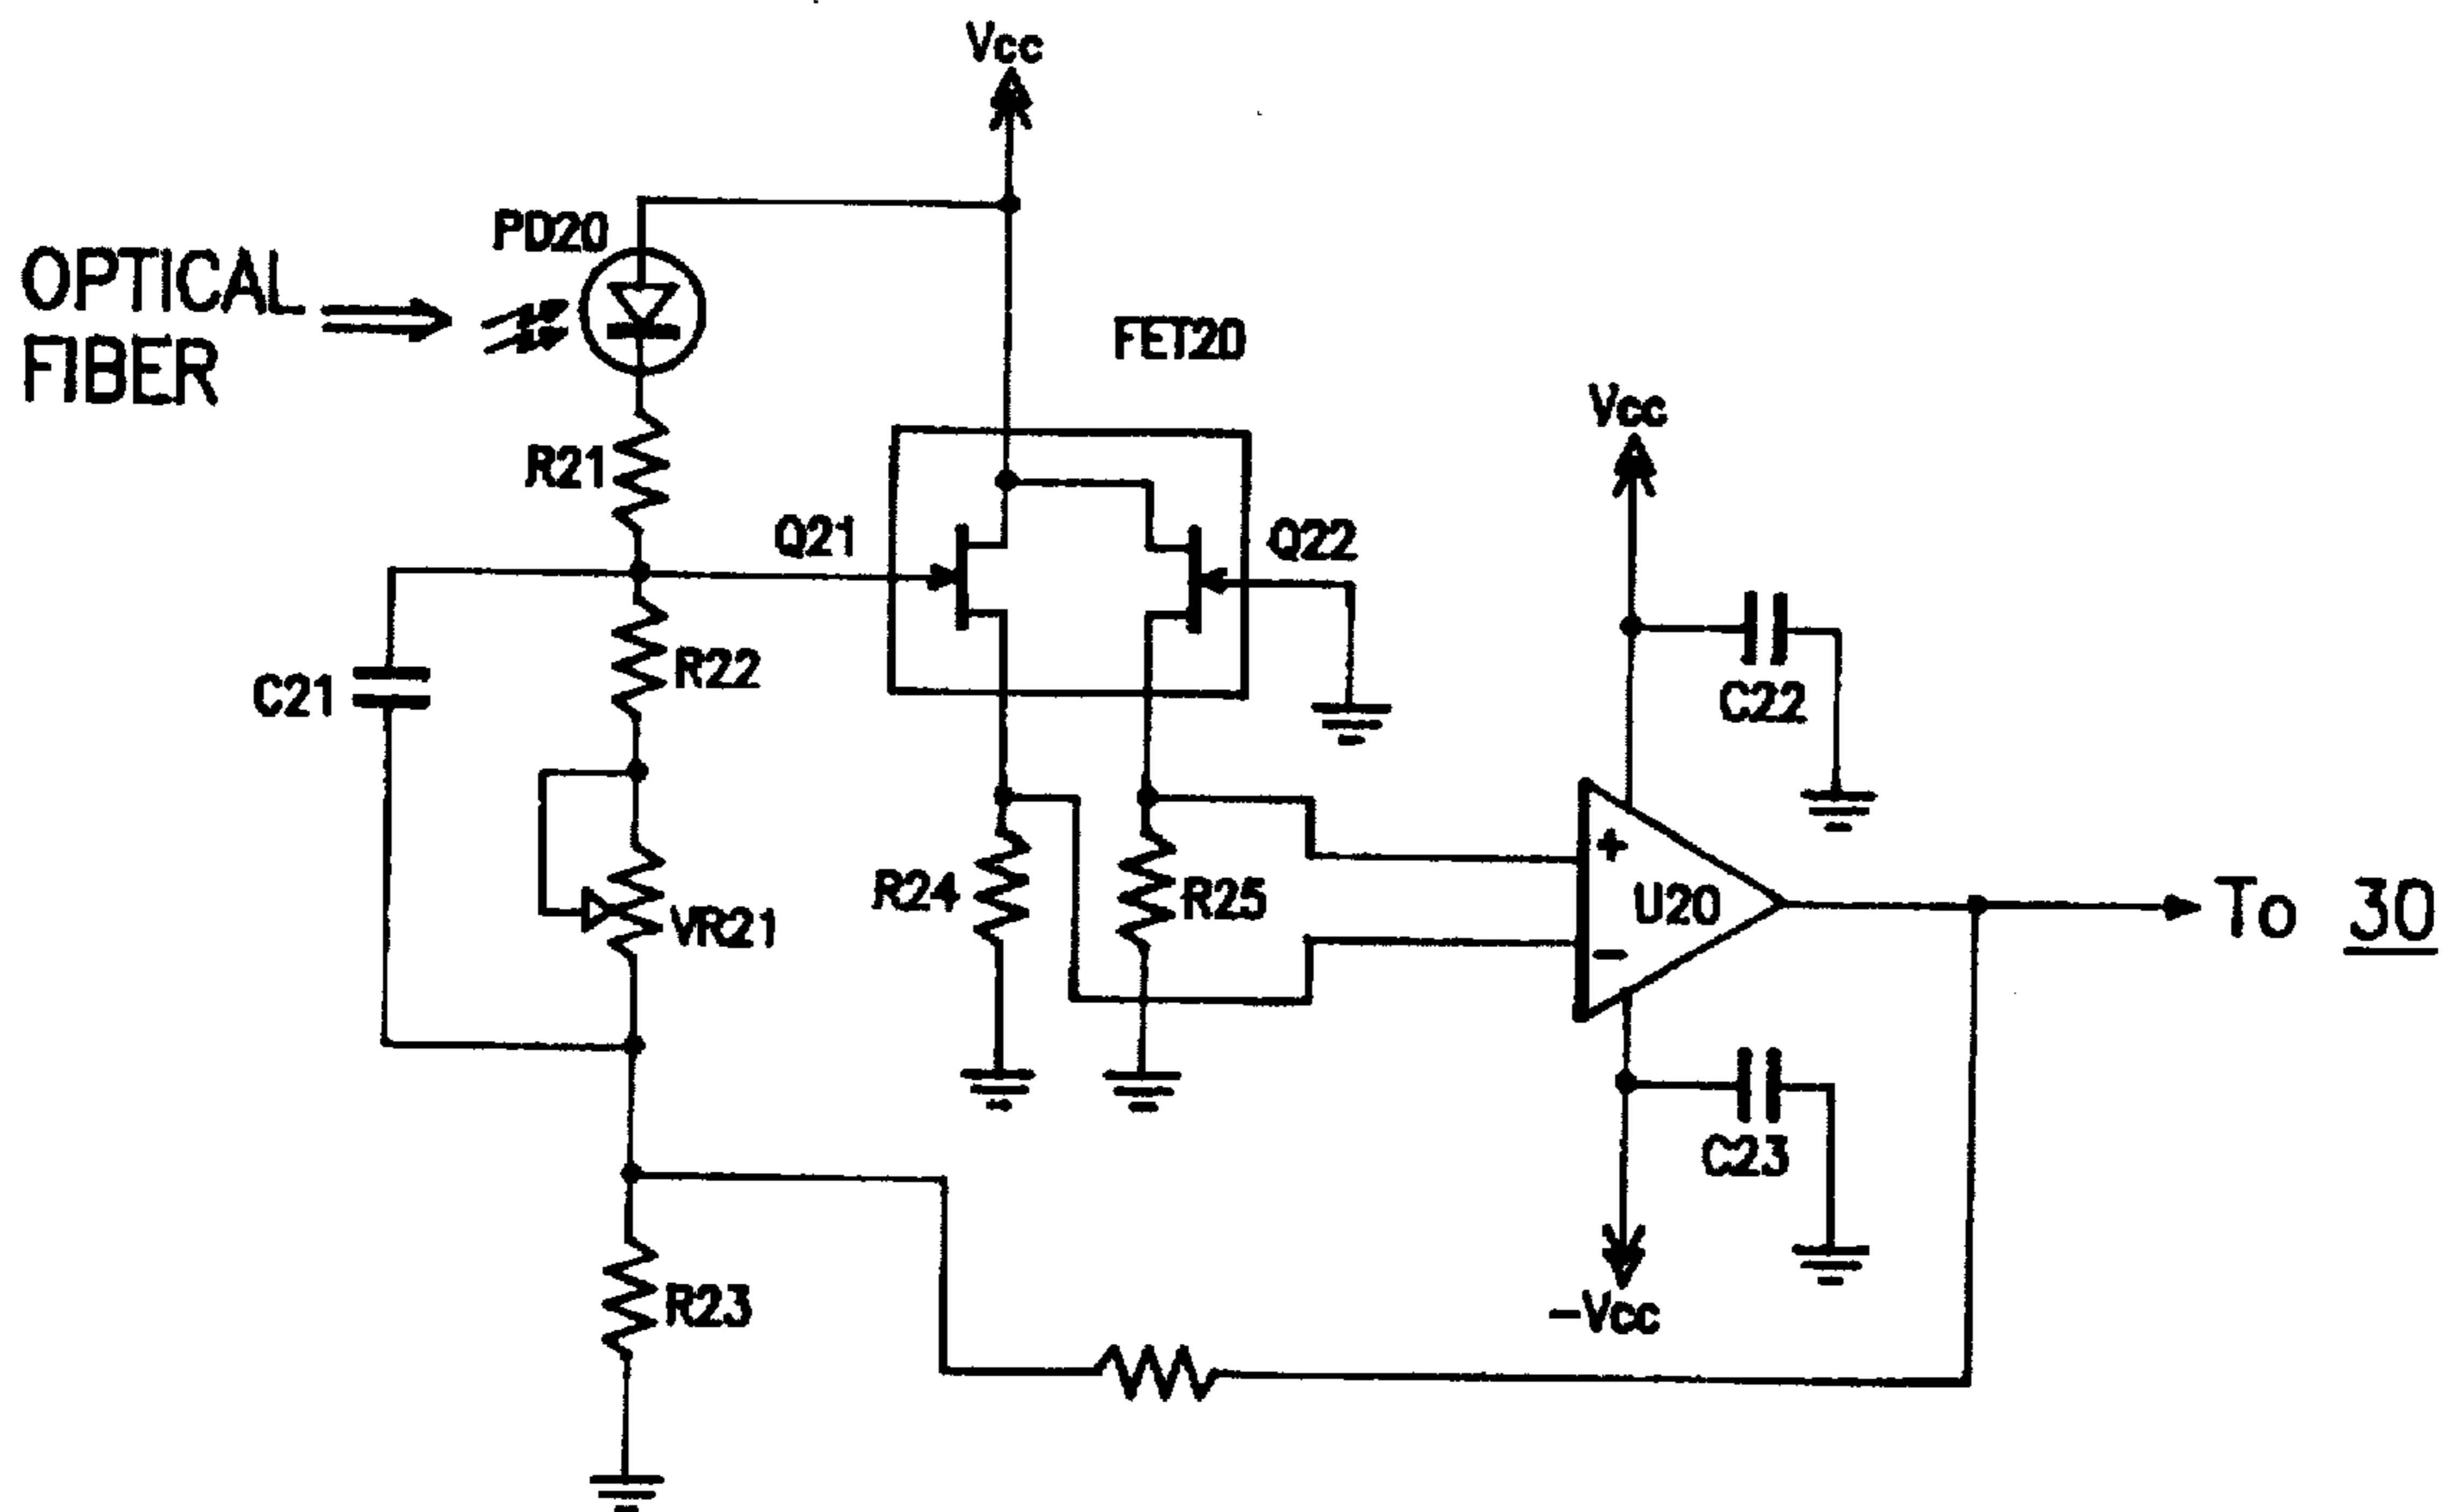 Vcc
PD20
OPTICAL
FIBER
FET20
Vcc
R21
Q21
Q22
R22
C21
C22
R24
R25
+
U20
To 30
VR21
-
C23
R23
-Vcc